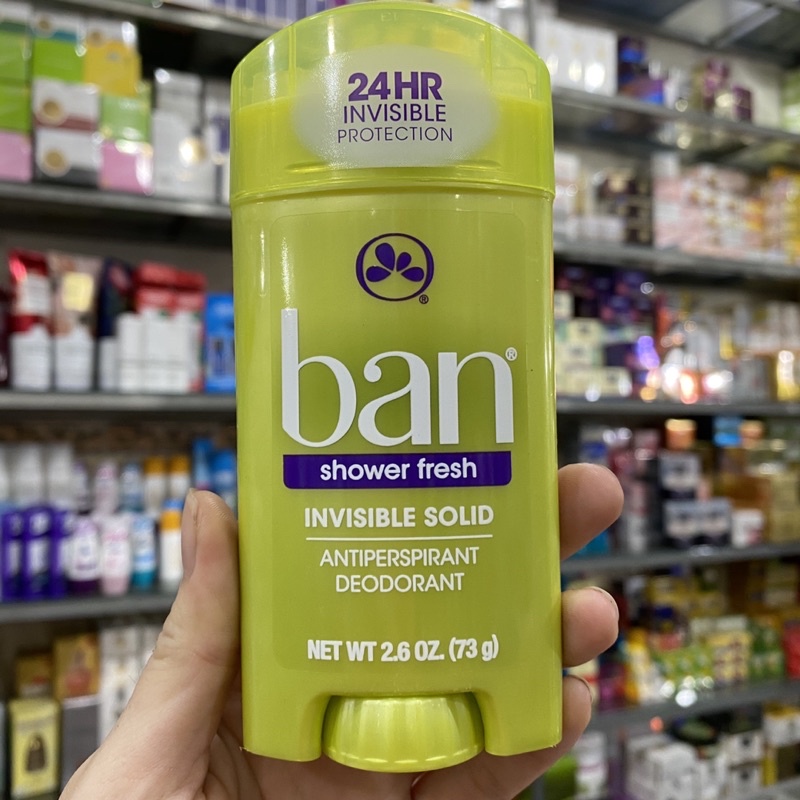 24HR
INVISIBLE
PROTECTION
®
ban®
shower fresh
INVISIBLE SOLID
ANTIPERSPIRANT
DEODORANT
NET WT 2.6 OZ. (73 g)